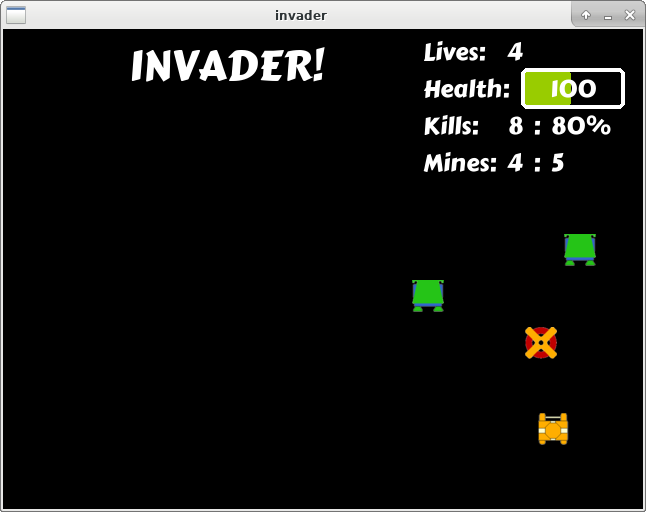 invader
INVADER!
Lives: 4
Health: 100
Kills: 8 : 80%
Mines: 4 : 5